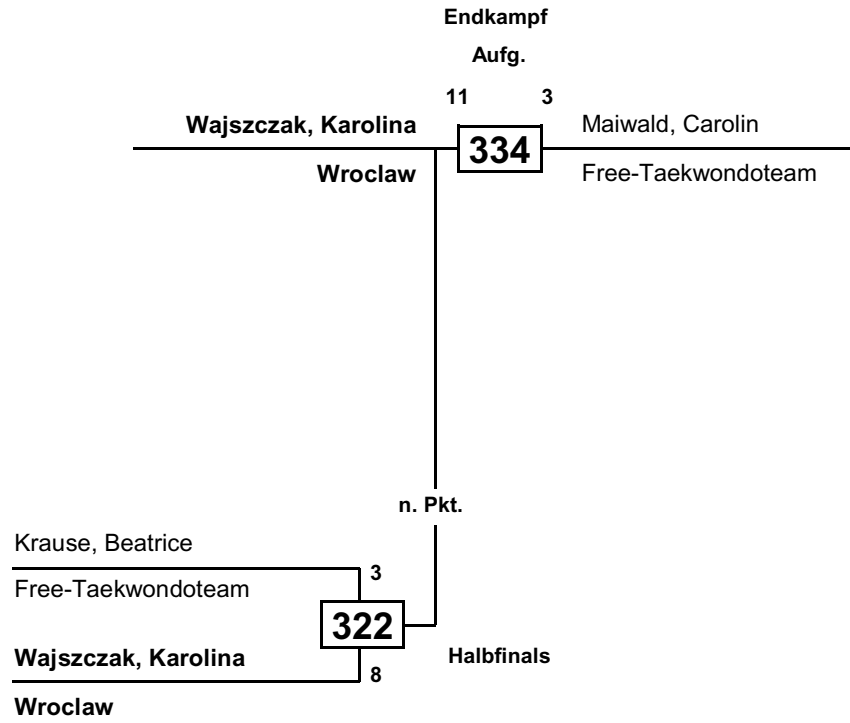 Endkampf
Aufg.
11 3
Wajszczak, Karolina
Wroclaw
334
Maiwald, Carolin
Free-Taekwondoteam
n. Pkt.
Krause, Beatrice
Free-Taekwondoteam
3
322
Wajszczak, Karolina
Wroclaw
8
Halbfinals